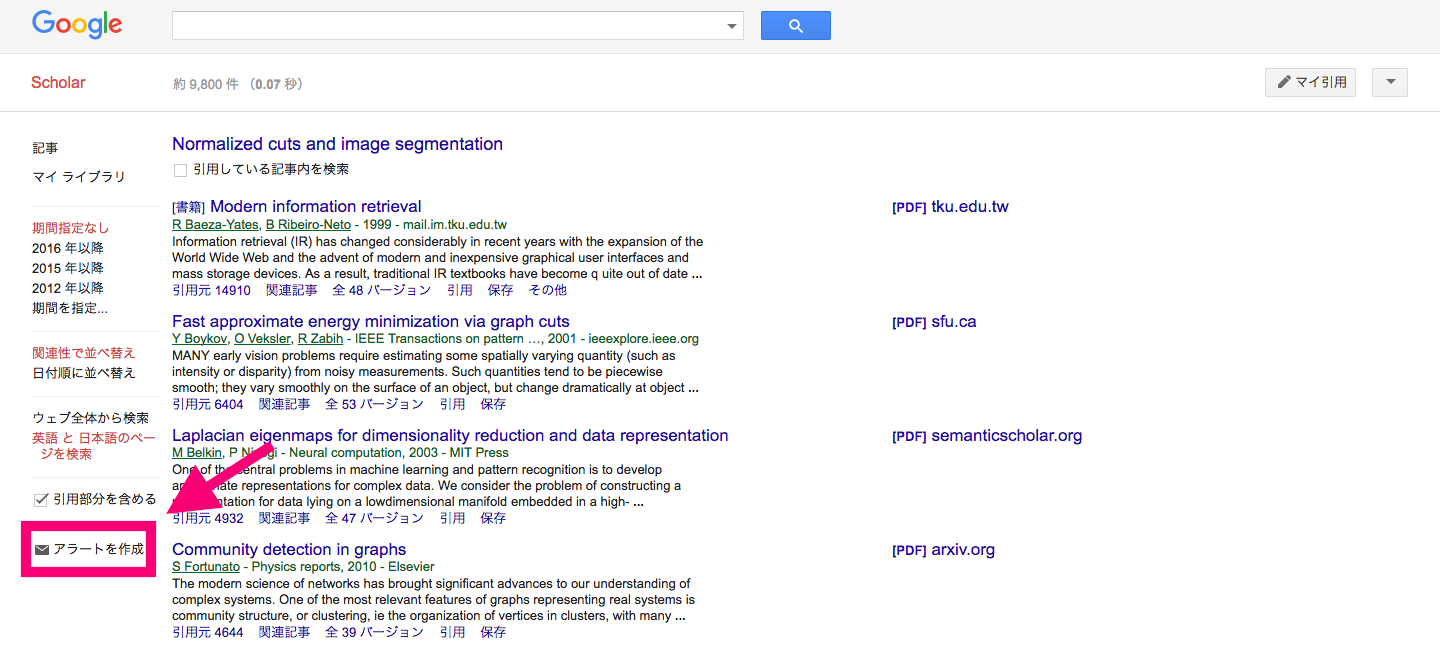 Google
Scholar
約 9,800 件 （0.07 秒）
マイ引用
記事
マイ ライブラリ
期間指定なし
2016 年以降
2015 年以降
2012 年以降
期間を指定...
関連性で並べ替え
日付順に並べ替え
ウェブ全体から検索
英語 と 日本語のペー
ジを検索
引用部分を含める
アラートを作成
Normalized cuts and image segmentation
引用している記事内を検索
[書籍] Modern information retrieval
R Baeza-Yates, B Ribeiro-Neto - 1999 - mail.im.tku.edu.tw
Information retrieval (IR) has changed considerably in recent years with the expansion of the
World Wide Web and the advent of modern and inexpensive graphical user interfaces and
mass storage devices. As a result, traditional IR textbooks have become q uite out of date ...
引用元 14910 関連記事 全 48 バージョン 引用 保存 その他
[PDF] tku.edu.tw
Fast approximate energy minimization via graph cuts
Y Boykov, O Veksler, R Zabih - IEEE Transactions on pattern …, 2001 - ieeexplore.ieee.org
MANY early vision problems require estimating some spatially varying quantity (such as
intensity or disparity) from noisy measurements. Such quantities tend to be piecewise
smooth; they vary smoothly on the surface of an object, but change dramatically at object ...
引用元 6404 関連記事 全 53 バージョン 引用 保存
[PDF] sfu.ca
Laplacian eigenmaps for dimensionality reduction and data representation
M Belkin, P - Neural computation, 2003 - MIT Press
One of the central problems in machine learning and pattern recognition is to develop
representations for complex data. We consider the problem of constructing a
for data lying on a lowdimensional manifold embedded in a high- ...
引用元 4932 関連記事 全 47 バージョン 引用 保存
[PDF] semanticscholar.org
Community detection in graphs
S Fortunato - Physics reports, 2010 - Elsevier
The modern science of networks has brought significant advances to our understanding of
complex systems. One of the most relevant features of graphs representing real systems is
community structure, or clustering, ie the organization of vertices in clusters, with many ...
引用元 4644 関連記事 全 39 バージョン 引用 保存
[PDF] arxiv.org